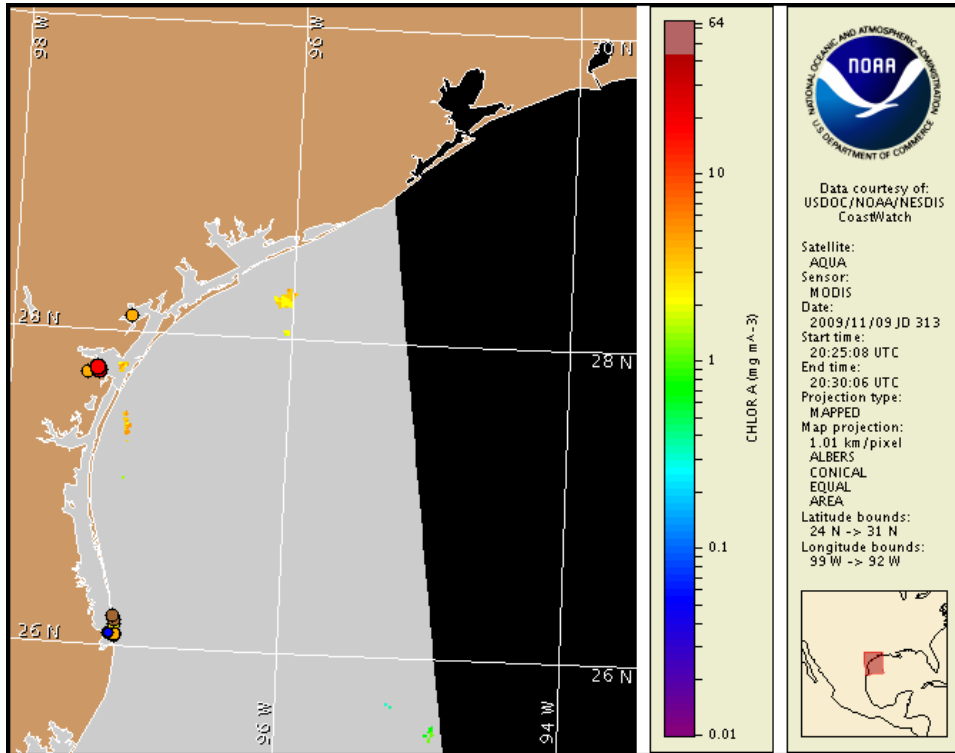 98 W
96 W
30 N
28 N
28 N
26 N
26 N
96 W
94 W
64
10
1
0.1
0.01
CHLOR A (mg m^-3)
NATIONAL OCEANIC AND ATMOSPHERIC ADMINISTRATION
NOAA
U.S. DEPARTMENT OF COMMERCE
Data courtesy of:
USDOC/NOAA/NESDIS
CoastWatch
Satellite:
AQUA
Sensor:
MODIS
Date:
2009/11/09 JD 313
Start time:
20:25:08 UTC
End time:
20:30:06 UTC
Projection type:
MAPPED
Map projection:
1.01 km/pixel
ALBERS
CONICAL
EQUAL
AREA
Latitude bounds:
24 N -> 31 N
Longitude bounds:
99 W -> 92 W